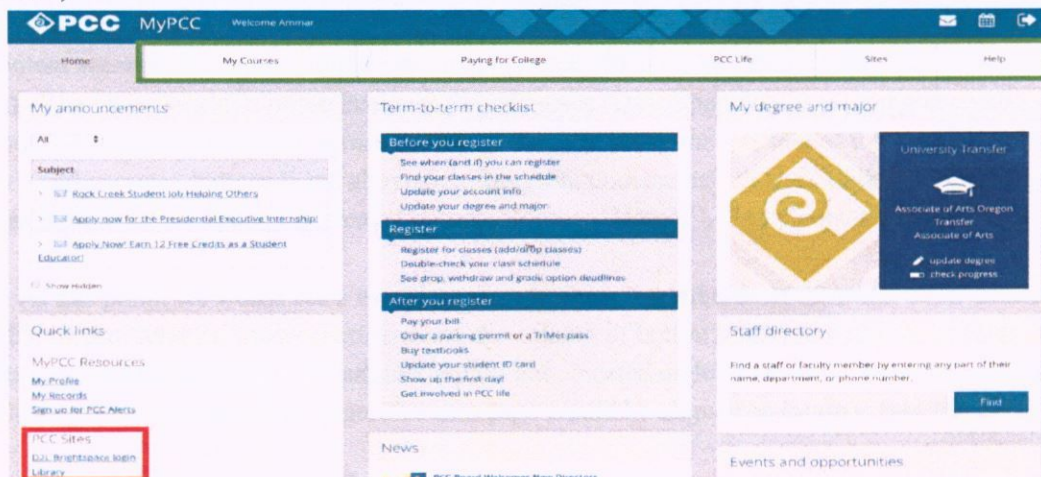 PCC MyPCC Welcome Ammar
Home My Courses Paying for College PCC Life Sites Help
My announcements
All
Subject
Rock Creek Student Job Helping Others
Apply now for the Presidential Executive Internship!
Apply Now! Earn 12 Free Credits as a Student
Educator!
Show Hidden
Quick links
MyPCC Resources
My Profile
My Records
Sign up for PCC Alerts
PCC Sites
D2L Brightspace login
Library
Term-to-term checklist
Before you register
See when (and if) you can register
Find your classes in the schedule
Update your account info
Update your degree and major
Register
Register for classes (add/drop classes)
Double-check your class schedule
See drop, withdraw and grade option deadlines
After you register
Pay your bill
Order a parking permit or a TriMet pass
Buy textbooks
Update your student ID card
Show up the first day!
Get involved in PCC life
News
PCC Board Welcomes New Directors
My degree and major
University Transfer
Associate of Arts Oregon
Transfer
Associate of Arts
update degree
check progress
Staff directory
Find a staff or faculty member by entering any part of their
name, department, or phone number.
Find
Events and opportunities